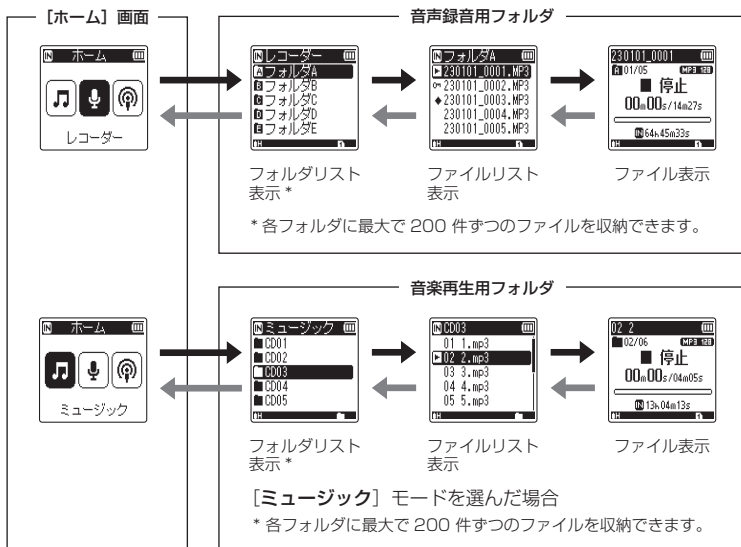 ［ホーム］画面
音声録音用フォルダ
ホーム
レコーダー
レコーダー
フォルダA
フォルダB
フォルダC
フォルダD
フォルダE
フォルダリスト
表示 *
フォルダA
230101_0001.MP3
230101_0002.MP3
230101_0003.MP3
230101_0004.MP3
230101_0005.MP3
ファイルリスト
表示
230101_0001
01/05 MP3 128
停止
00m00s/14m27s
IN 64h45m33s
ファイル表示
* 各フォルダに最大で 200 件ずつのファイルを収納できます。
音楽再生用フォルダ
ホーム
ミュージック
ミュージック
CD01
CD02
CD03
CD04
CD05
フォルダリスト
表示 *
CD03
01 1.mp3
02 2.mp3
03 3.mp3
04 4.mp3
05 5.mp3
ファイルリスト
表示
02 2
02/06 MP3 128
停止
00m00s/04m05s
IN 13h04m13s
ファイル表示
［ミュージック］モードを選んだ場合
* 各フォルダに最大で 200 件ずつのファイルを収納できます。